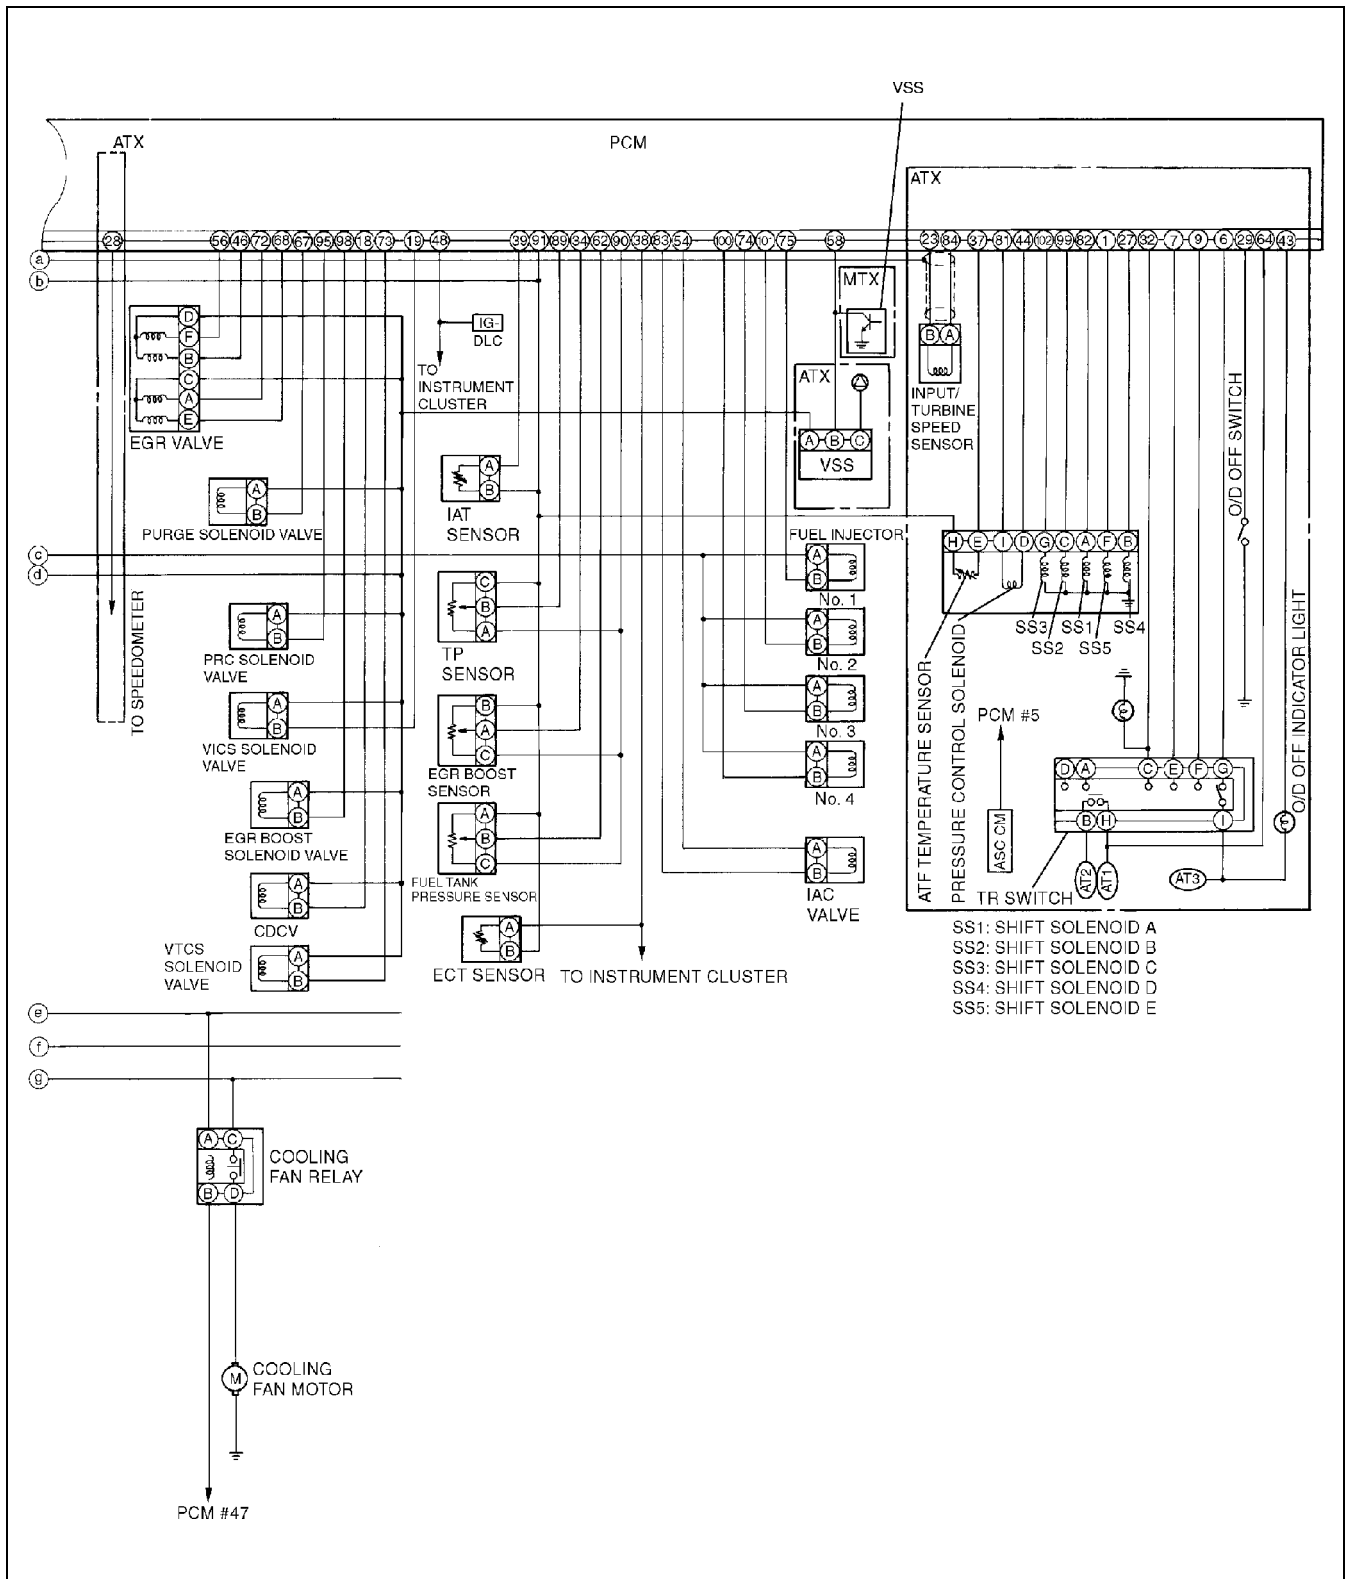 VSS
ATX
PCM
ATX
28 56 46 72 68 67 95 98 18 73 19 48 39 91 89 34 62 90 38 83 54 100 74 101 75 58 23 84 37 81 44 102 99 82 1 27 32 7 9 6 29 64 43
a
b
MTX
D
F
B
C
A
E
EGR VALVE
IG-
DLC
TO
INSTRUMENT
CLUSTER
ATX
A B C
VSS
B A
INPUT/
TURBINE
SPEED
SENSOR
O/D OFF SWITCH
A
B
PURGE SOLENOID VALVE
A
B
IAT
SENSOR
c
d
FUEL INJECTOR
A
B
No. 1
A
B
No. 2
A
B
No. 3
A
B
No. 4
H E I D G C A F B
SS3 SS1 SS4
SS2 SS5
TO SPEEDOMETER
A
B
PRC SOLENOID
VALVE
C
B
A
TP
SENSOR
A
B
VICS SOLENOID
VALVE
B
A
C
EGR BOOST
SENSOR
ATF TEMPERATURE SENSOR
PRESSURE CONTROL SOLENOID
PCM #5
ASC CM
O/D OFF INDICATOR LIGHT
D A C E F G
B H I
AT2 AT1 AT3
TR SWITCH
A
B
EGR BOOST
SOLENOID VALVE
A
B
C
FUEL TANK
PRESSURE SENSOR
A
B
IAC
VALVE
A
B
CDCV
A
B
ECT SENSOR
TO INSTRUMENT CLUSTER
VTCS
SOLENOID
VALVE
A
B
SS1: SHIFT SOLENOID A
SS2: SHIFT SOLENOID B
SS3: SHIFT SOLENOID C
SS4: SHIFT SOLENOID D
SS5: SHIFT SOLENOID E
e
f
g
A C
B D
COOLING
FAN RELAY
M
COOLING
FAN MOTOR
PCM #47